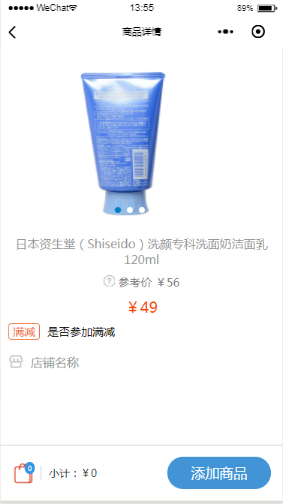 WeChat 13:55 89%
商品详情
日本资生堂（Shiseido）洗颜专科洗面奶洁面乳
120ml
? 参考价 ￥56
￥49
满减 是否参加满减
店铺名称
0 小计：￥0 添加商品